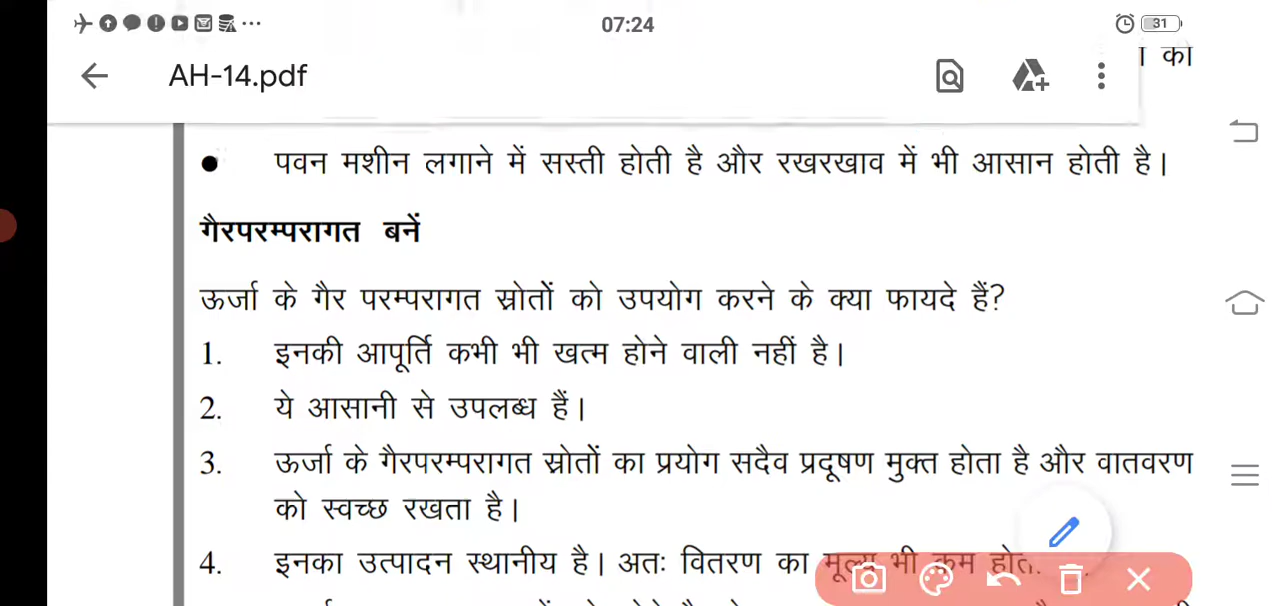 07:24
31
AH-14.pdf
ा को
● पवन मशीन लगाने में सस्ती होती है और रखरखाव में भी आसान होती है।
गैरपरम्परागत बनें
ऊर्जा के गैर परम्परागत स्रोतों को उपयोग करने के क्या फायदे हैं?
1. इनकी आपूर्ति कभी भी खत्म होने वाली नहीं है।
2. ये आसानी से उपलब्ध हैं।
3. ऊर्जा के गैरपरम्परागत स्रोतों का प्रयोग सदैव प्रदूषण मुक्त होता है और वातवरण
को स्वच्छ रखता है।
4. इनका उत्पादन स्थानीय है। अतः वितरण का मूल्य भी कम